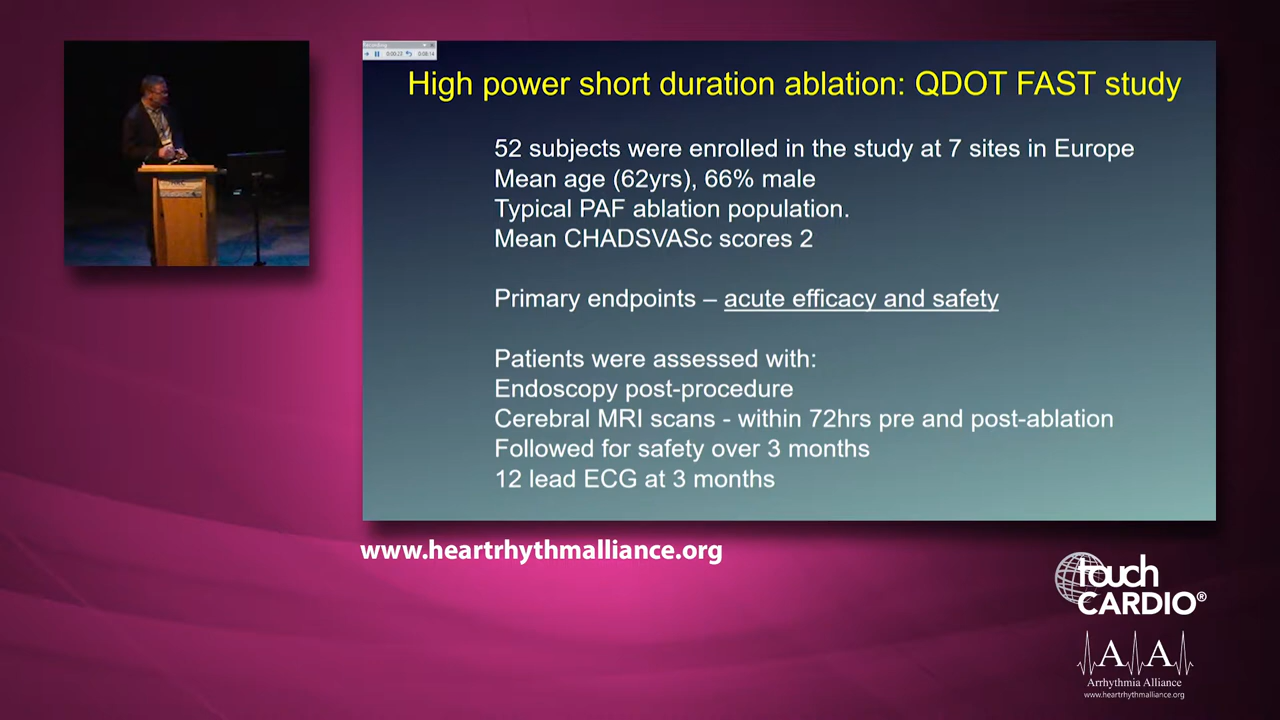 High power short duration ablation: QDOT FAST study
52 subjects were enrolled in the study at 7 sites in Europe
Mean age (62yrs), 66% male
Typical PAF ablation population.
Mean CHADSVASc scores 2
Primary endpoints – acute efficacy and safety
Patients were assessed with:
Endoscopy post-procedure
Cerebral MRI scans - within 72hrs pre and post-ablation
Followed for safety over 3 months
12 lead ECG at 3 months
www.heartrhythmalliance.org
touch
CARDIO®
A A
Arrhythmia Alliance
www.heartrhythmalliance.org